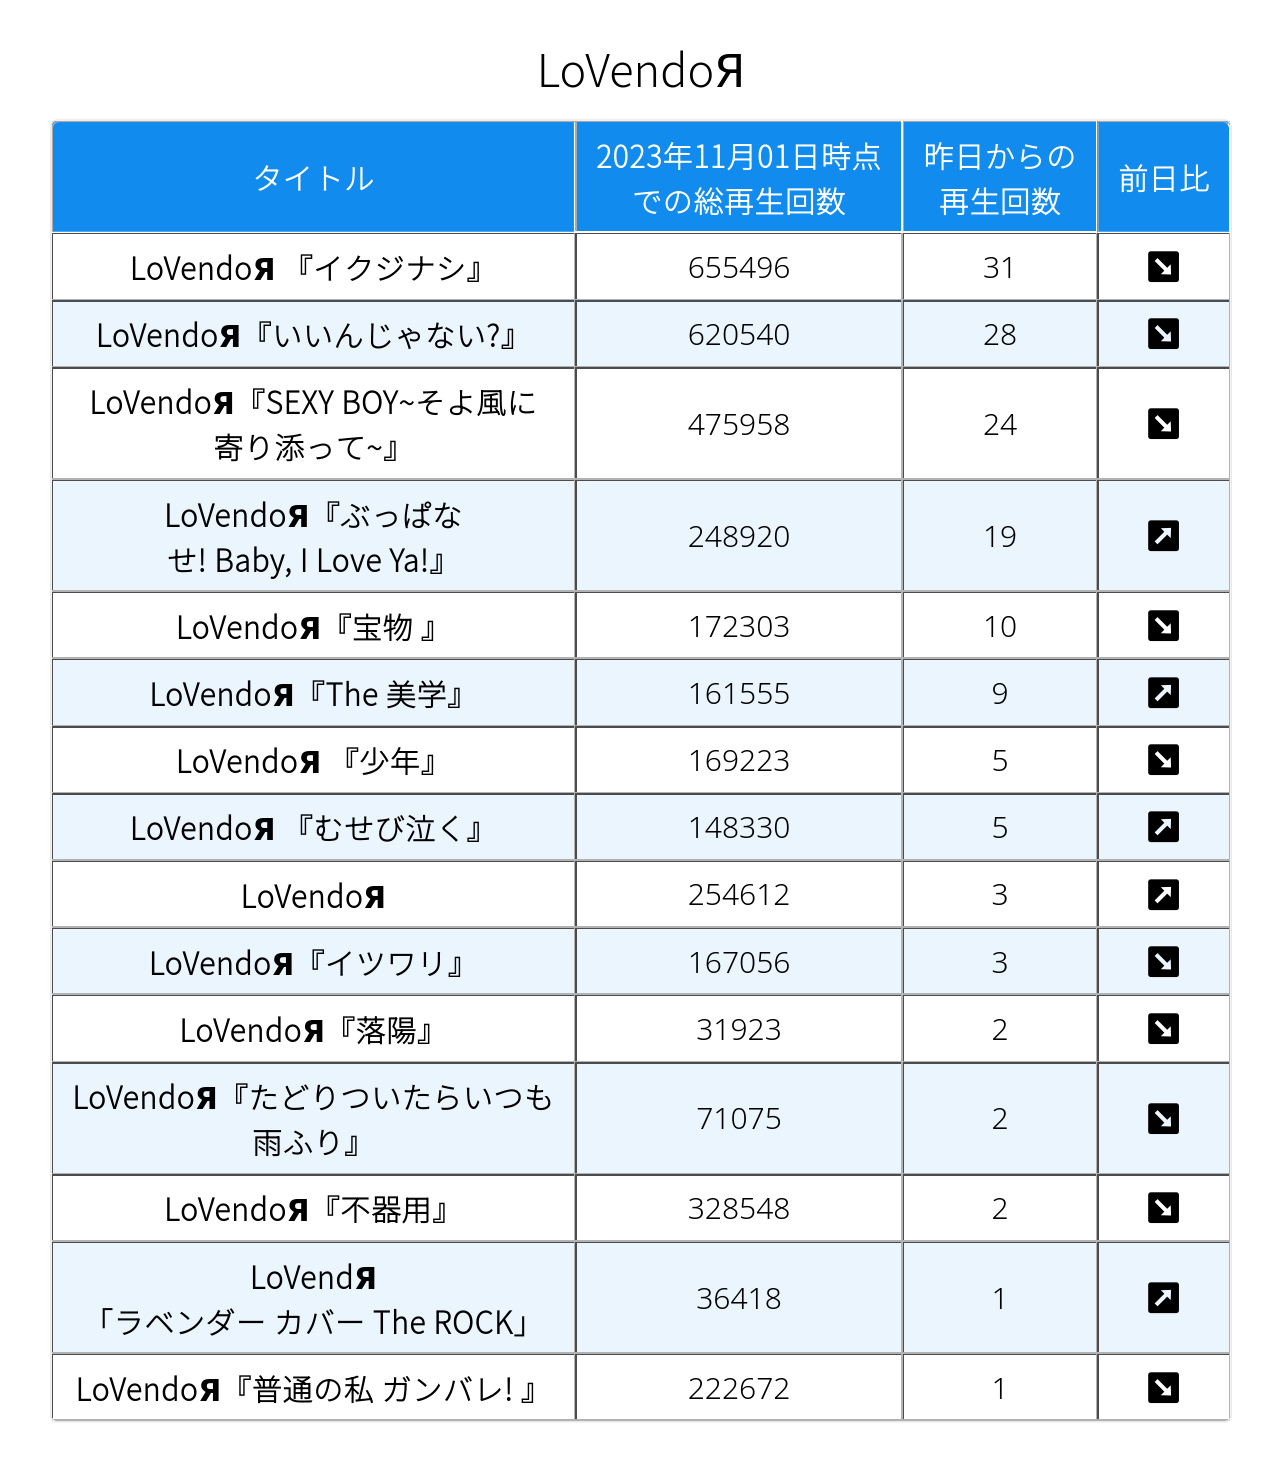 LoVendoЯ
タイトル
2023年11月01日時点
での総再生回数
昨日からの
再生回数
前日比
LoVendoЯ 『イクジナシ』
655496
31
↘
LoVendoЯ『いいんじゃない?』
620540
28
↘
LoVendoЯ『SEXY BOY~そよ風に
寄り添って~』
475958
24
↘
LoVendoЯ『ぶっぱな
せ! Baby, I Love Ya!』
248920
19
↗
LoVendoЯ『宝物 』
172303
10
↘
LoVendoЯ『The 美学』
161555
9
↗
LoVendoЯ 『少年』
169223
5
↘
LoVendoЯ 『むせび泣く』
148330
5
↗
LoVendoЯ
254612
3
↗
LoVendoЯ『イツワリ』
167056
3
↘
LoVendoЯ『落陽』
31923
2
↘
LoVendoЯ『たどりついたらいつも
雨ふり』
71075
2
↘
LoVendoЯ『不器用』
328548
2
↘
LoVendЯ
「ラベンダー カバー The ROCK」
36418
1
↗
LoVendoЯ『普通の私 ガンバレ! 』
222672
1
↘